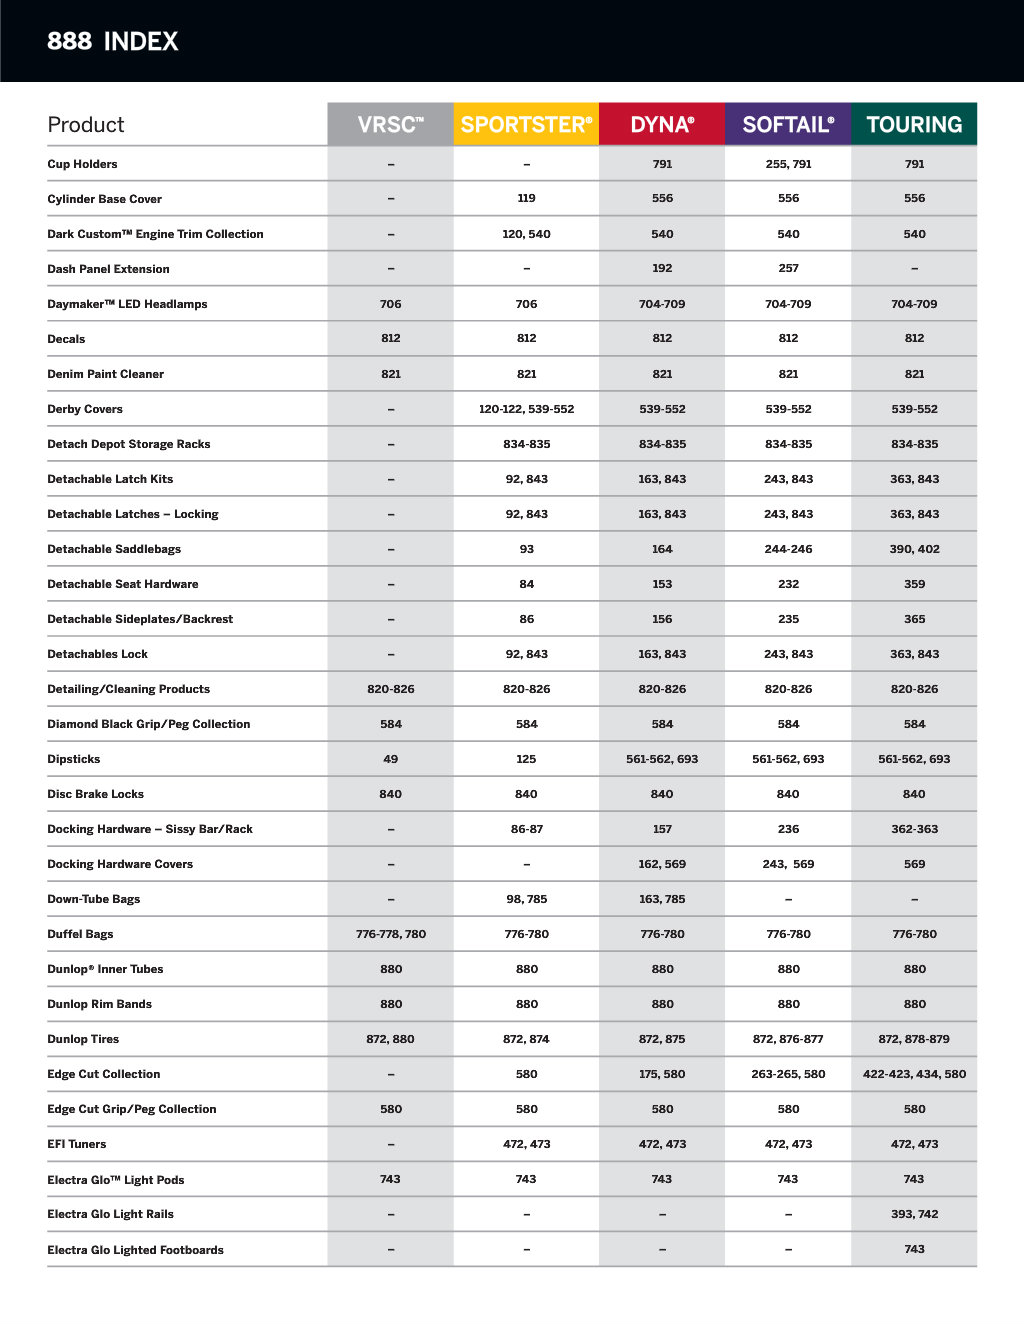 888 INDEX
Product VRSC™ SPORTSTER® DYNA® SOFTAIL® TOURING
Cup Holders – – 791 255, 791 791
Cylinder Base Cover – 119 556 556 556
Dark Custom™ Engine Trim Collection – 120, 540 540 540 540
Dash Panel Extension – – 192 257 –
Daymaker™ LED Headlamps 706 706 704-709 704-709 704-709
Decals 812 812 812 812 812
Denim Paint Cleaner 821 821 821 821 821
Derby Covers – 120-122, 539-552 539-552 539-552 539-552
Detach Depot Storage Racks – 834-835 834-835 834-835 834-835
Detachable Latch Kits – 92, 843 163, 843 243, 843 363, 843
Detachable Latches – Locking – 92, 843 163, 843 243, 843 363, 843
Detachable Saddlebags – 93 164 244-246 390, 402
Detachable Seat Hardware – 84 153 232 359
Detachable Sideplates/Backrest – 86 156 235 365
Detachables Lock – 92, 843 163, 843 243, 843 363, 843
Detailing/Cleaning Products 820-826 820-826 820-826 820-826 820-826
Diamond Black Grip/Peg Collection 584 584 584 584 584
Dipsticks 49 125 561-562, 693 561-562, 693 561-562, 693
Disc Brake Locks 840 840 840 840 840
Docking Hardware – Sissy Bar/Rack – 86-87 157 236 362-363
Docking Hardware Covers – – 162, 569 243, 569 569
Down-Tube Bags – 98, 785 163, 785 – –
Duffel Bags 776-778, 780 776-780 776-780 776-780 776-780
Dunlop® Inner Tubes 880 880 880 880 880
Dunlop Rim Bands 880 880 880 880 880
Dunlop Tires 872, 880 872, 874 872, 875 872, 876-877 872, 878-879
Edge Cut Collection – 580 175, 580 263-265, 580 422-423, 434, 580
Edge Cut Grip/Peg Collection 580 580 580 580 580
EFI Tuners – 472, 473 472, 473 472, 473 472, 473
Electra Glo™ Light Pods 743 743 743 743 743
Electra Glo Light Rails – – – – 393, 742
Electra Glo Lighted Footboards – – – – 743